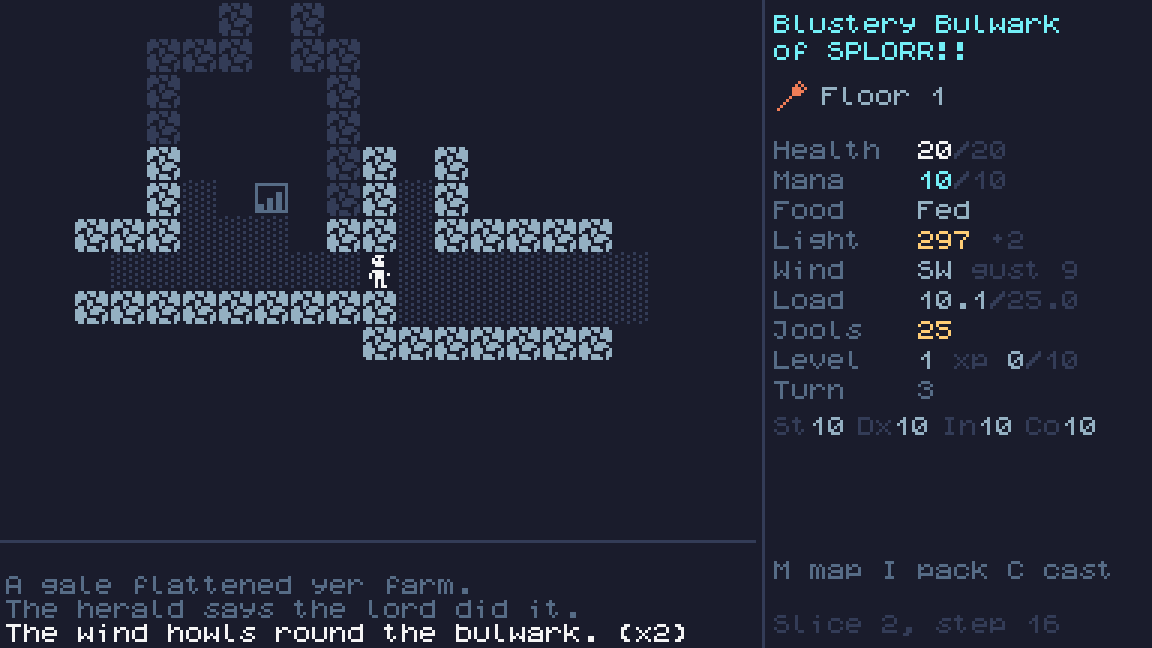 Blustery Bulwark
of SPLORR!!
Floor 1
Health 20/20
Mana 10/10
Food Fed
Light 297 +2
Wind SW gust 9
Load 10.1/25.0
Jools 25
Level 1 xp 0/10
Turn 3
St10 Dx10 In10 Co10
M map I pack C cast
Slice 2, step 16
A gale flattened yer farm.
The herald says the lord did it.
The wind howls round the bulwark. (x2)